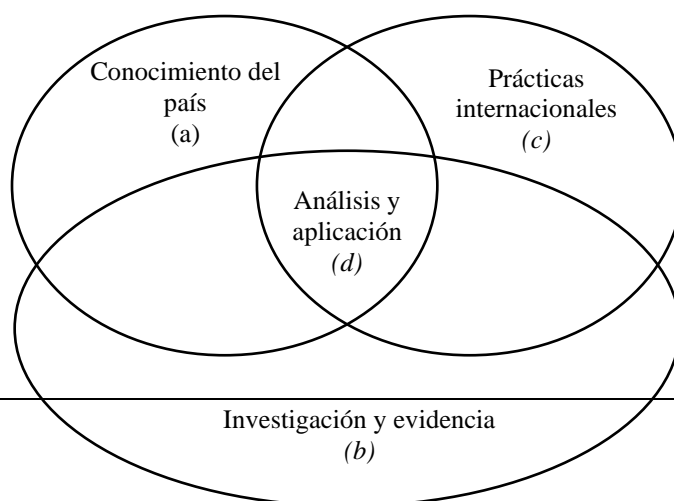 Conocimiento del
país
(a)
Prácticas
internacionales
(c)
Análisis y
aplicación
(d)
Investigación y evidencia
(b)